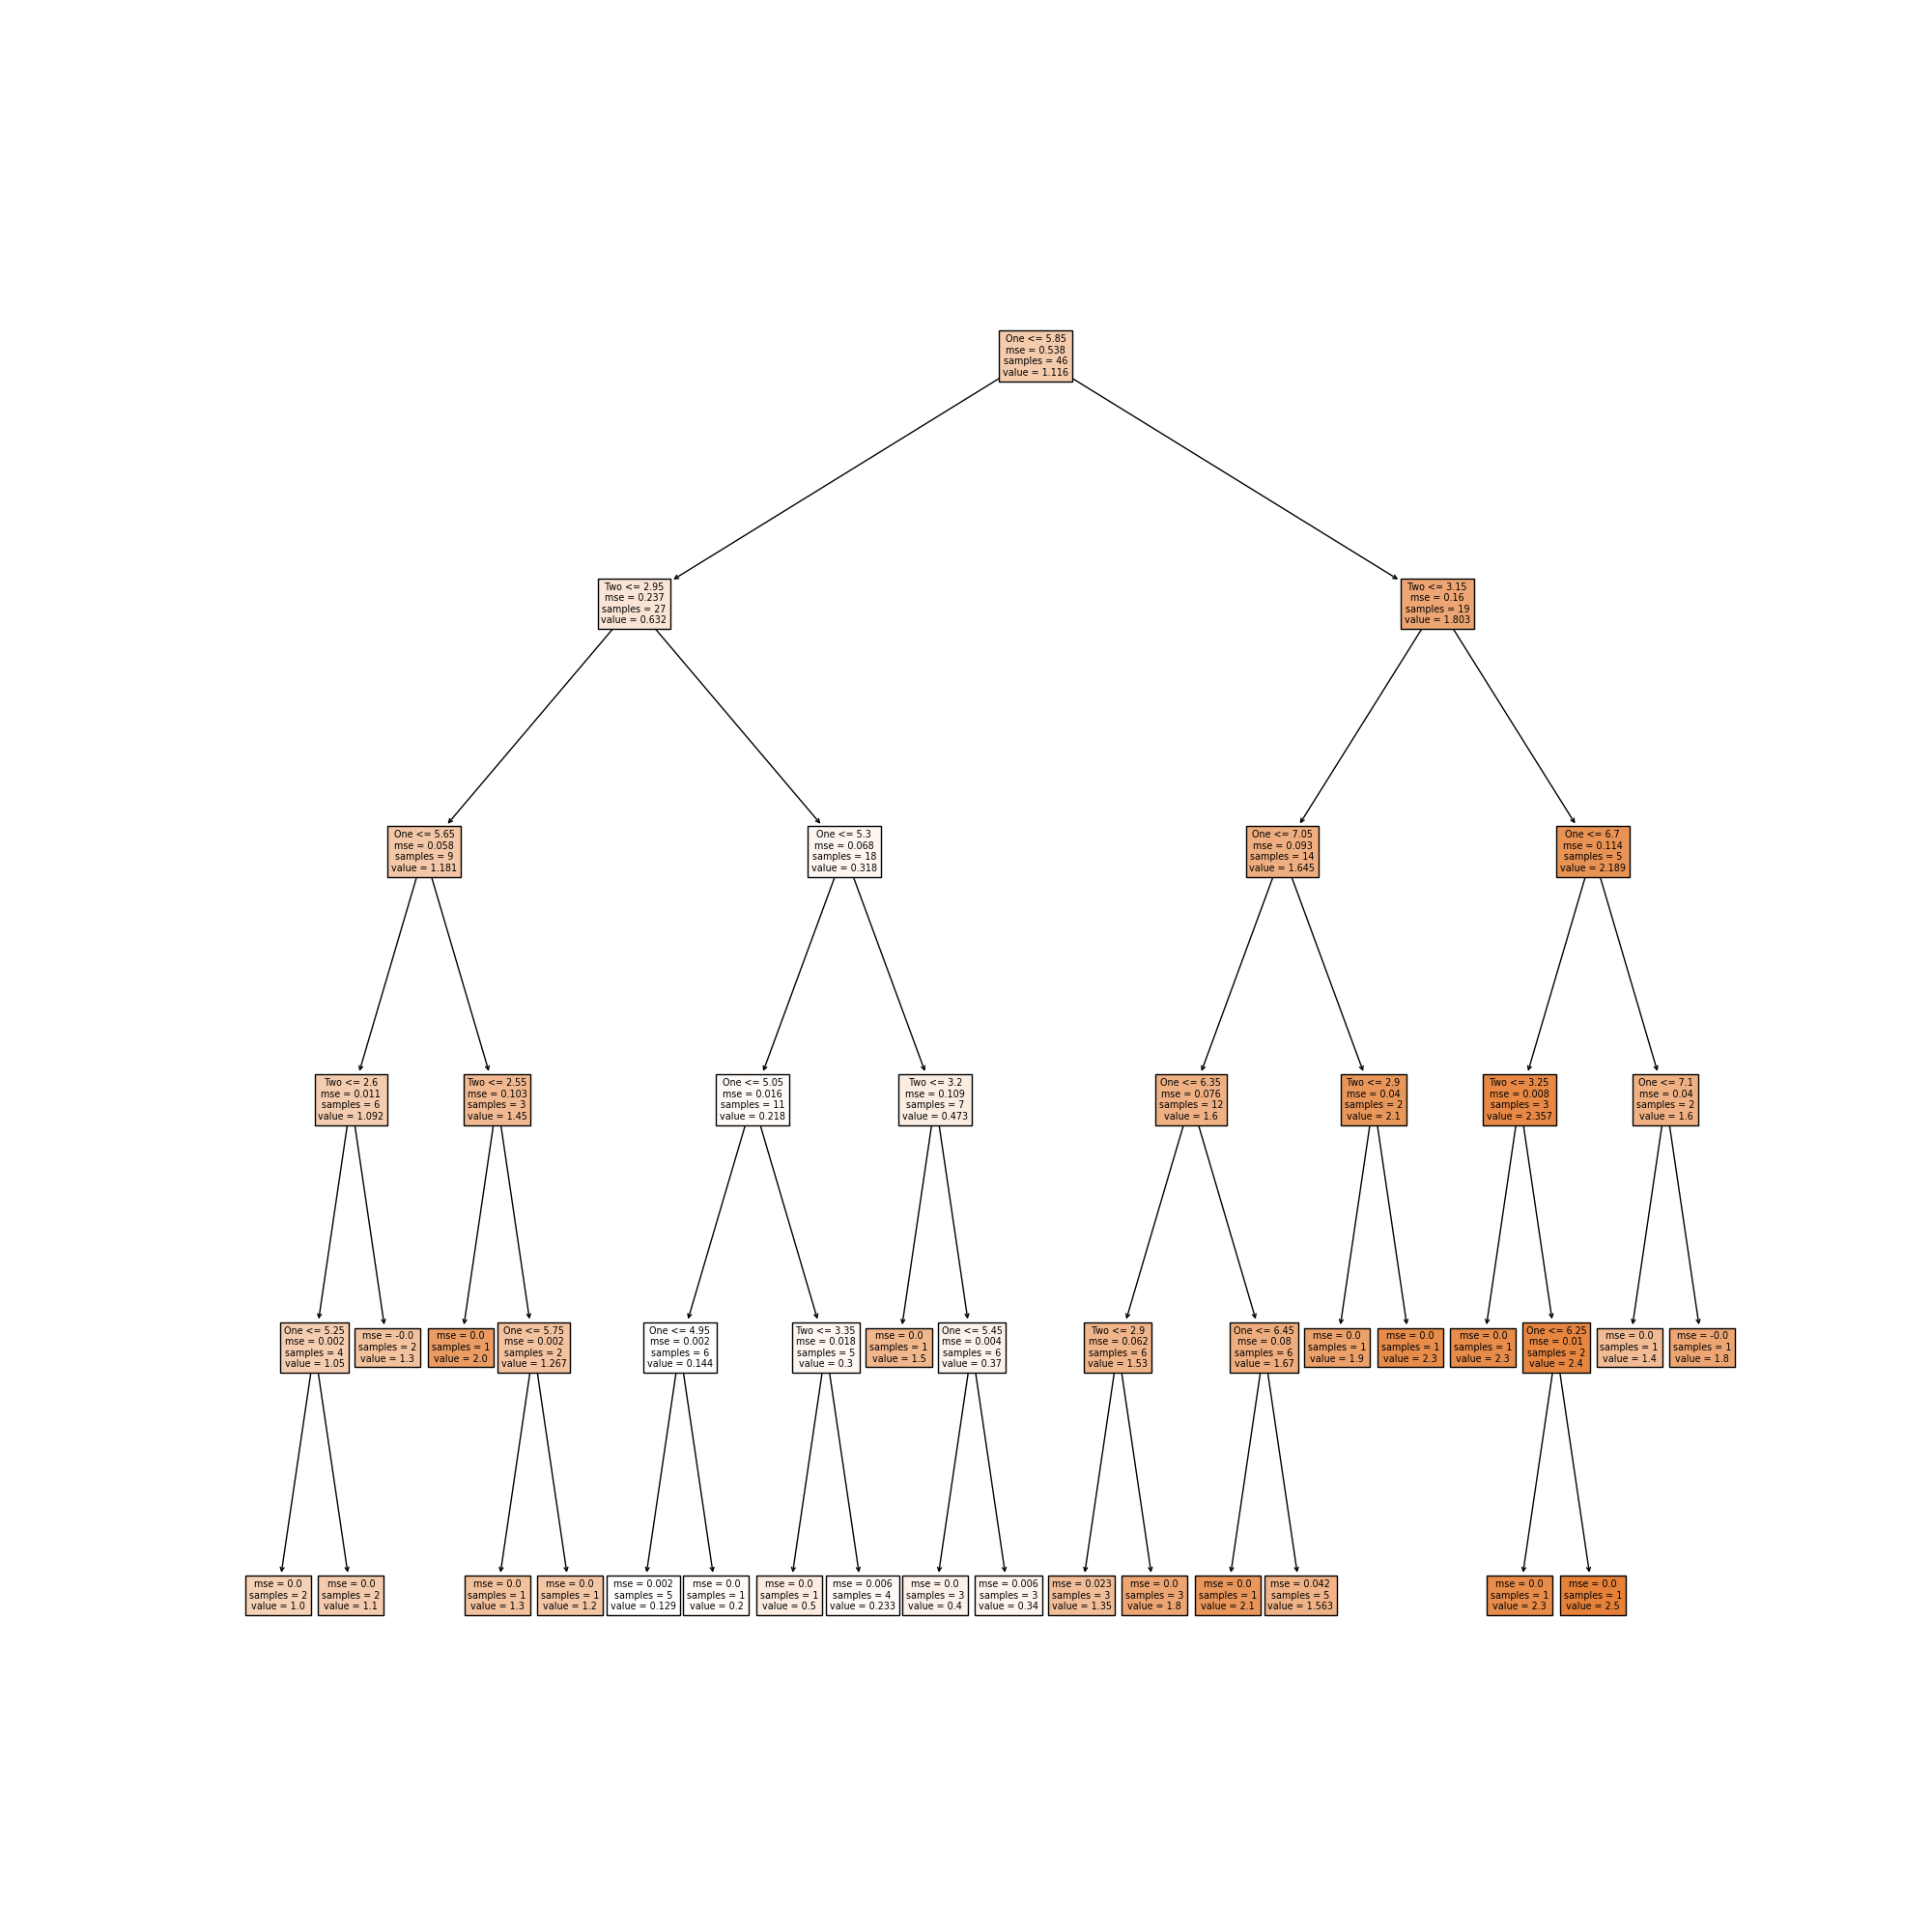 One <= 5.85
mse = 0.538
samples = 46
value = 1.116
Two <= 2.95
mse = 0.237
samples = 27
value = 0.632
Two <= 3.15
mse = 0.16
samples = 19
value = 1.803
One <= 5.65
mse = 0.058
samples = 9
value = 1.181
One <= 5.3
mse = 0.068
samples = 18
value = 0.318
One <= 7.05
mse = 0.093
samples = 14
value = 1.645
One <= 6.7
mse = 0.114
samples = 5
value = 2.189
Two <= 2.6
mse = 0.011
samples = 6
value = 1.092
Two <= 2.55
mse = 0.103
samples = 3
value = 1.45
One <= 5.05
mse = 0.016
samples = 11
value = 0.218
Two <= 3.2
mse = 0.109
samples = 7
value = 0.473
One <= 6.35
mse = 0.076
samples = 12
value = 1.6
Two <= 2.9
mse = 0.04
samples = 2
value = 2.1
Two <= 3.25
mse = 0.008
samples = 3
value = 2.357
One <= 7.1
mse = 0.04
samples = 2
value = 1.6
One <= 5.25
mse = 0.002
samples = 4
value = 1.05
mse = -0.0
samples = 2
value = 1.3
mse = 0.0
samples = 1
value = 2.0
One <= 5.75
mse = 0.002
samples = 2
value = 1.267
One <= 4.95
mse = 0.002
samples = 6
value = 0.144
Two <= 3.35
mse = 0.018
samples = 5
value = 0.3
mse = 0.0
samples = 1
value = 1.5
One <= 5.45
mse = 0.004
samples = 6
value = 0.37
Two <= 2.9
mse = 0.062
samples = 6
value = 1.53
One <= 6.45
mse = 0.08
samples = 6
value = 1.67
mse = 0.0
samples = 1
value = 1.9
mse = 0.0
samples = 1
value = 2.3
mse = 0.0
samples = 1
value = 2.3
One <= 6.25
mse = 0.01
samples = 2
value = 2.4
mse = 0.0
samples = 1
value = 1.4
mse = -0.0
samples = 1
value = 1.8
mse = 0.0
samples = 2
value = 1.0
mse = 0.0
samples = 2
value = 1.1
mse = 0.0
samples = 1
value = 1.3
mse = 0.0
samples = 1
value = 1.2
mse = 0.002
samples = 5
value = 0.129
mse = 0.0
samples = 1
value = 0.2
mse = 0.0
samples = 1
value = 0.5
mse = 0.006
samples = 4
value = 0.233
mse = 0.0
samples = 3
value = 0.4
mse = 0.006
samples = 3
value = 0.34
mse = 0.023
samples = 3
value = 1.35
mse = 0.0
samples = 3
value = 1.8
mse = 0.0
samples = 1
value = 2.1
mse = 0.042
samples = 5
value = 1.563
mse = 0.0
samples = 1
value = 2.3
mse = 0.0
samples = 1
value = 2.5